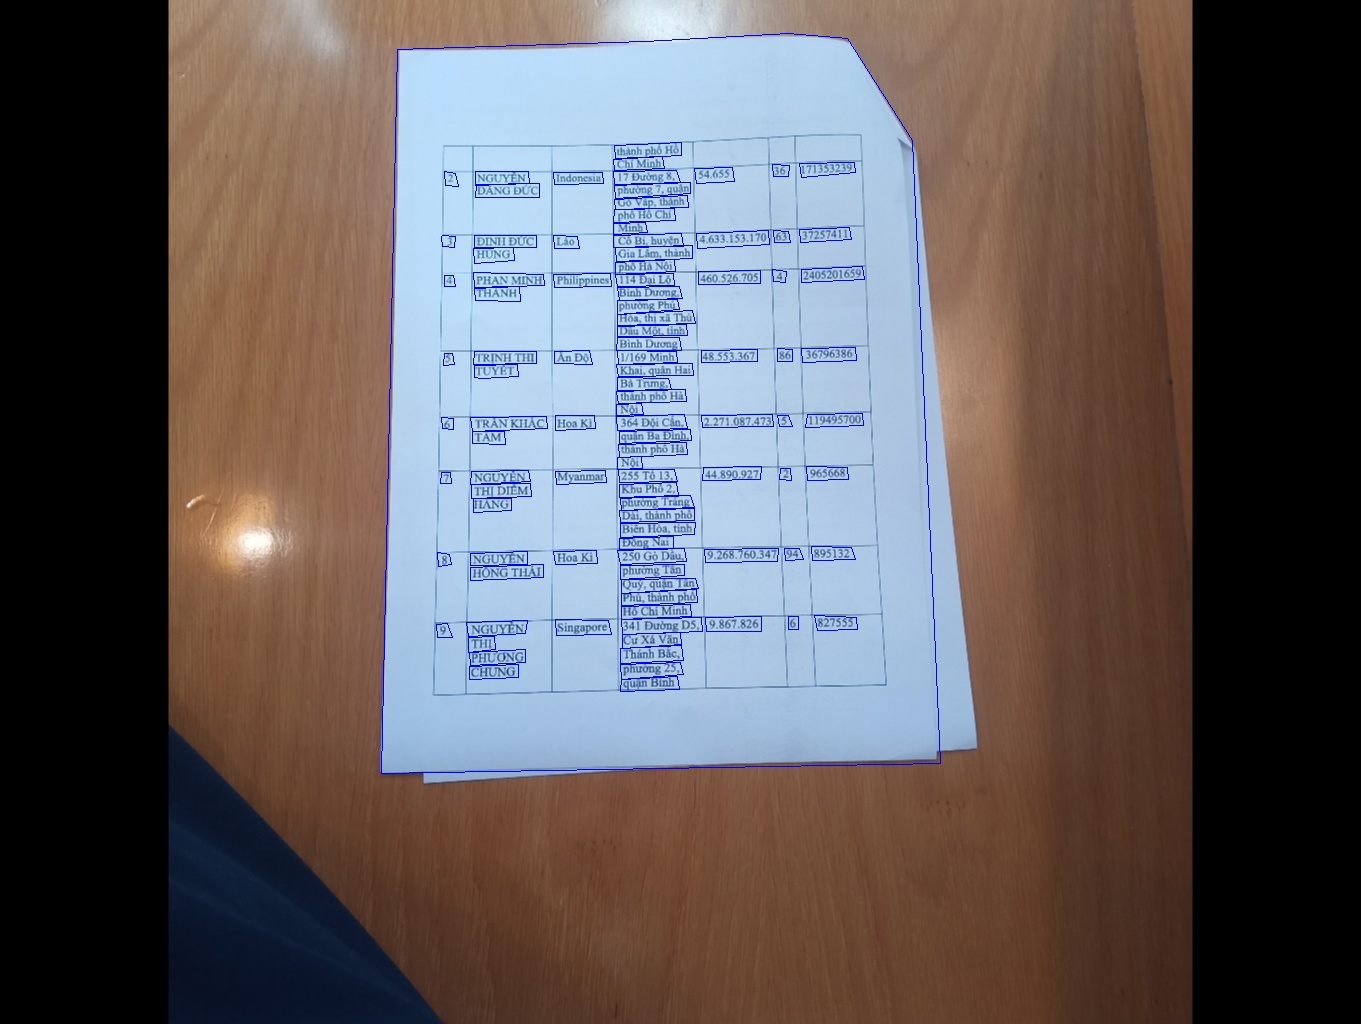 thành phố Hồ
Chí Minh
2 NGUYỄN ĐĂNG ĐỨC Indonesia 17 Đường 8, phường 7, quận Gò Vấp, thành phố Hồ Chí Minh 54.655 36 171353239
3 ĐINH ĐỨC HÙNG Lào Cổ Bi, huyện Gia Lâm, thành phố Hà Nội 4.633.153.170 63 37257411
4 PHAN MINH THÀNH Philippines 114 Đại Lộ Bình Dương, phường Phú Hòa, thị xã Thủ Dầu Một, tỉnh Bình Dương 460.526.705 4 2405201659
5 TRỊNH THỊ TUYẾT Ấn Độ 1/169 Minh Khai, quận Hai Bà Trưng, thành phố Hà Nội 48.553.367 86 36796386
6 TRẦN KHẮC TÂM Hoa Kì 364 Đội Cấn, quận Ba Đình, thành phố Hà Nội 2.271.087.473 5 119495700
7 NGUYỄN THỊ DIỄM HẰNG Myanmar 255 Tổ 13, Khu Phố 2, phường Trảng Dài, thành phố Biên Hòa, tỉnh Đồng Nai 44.890.927 2 965668
8 NGUYỄN HỒNG THÁI Hoa Kì 250 Gò Dầu, phường Tân Quý, quận Tân Phú, thành phố Hồ Chí Minh 9.268.760.347 94 895132
9 NGUYỄN THỊ PHƯƠNG CHUNG Singapore 341 Đường D5, Cư Xá Văn Thánh Bắc, phường 25, quận Bình 9.867.826 6 827555